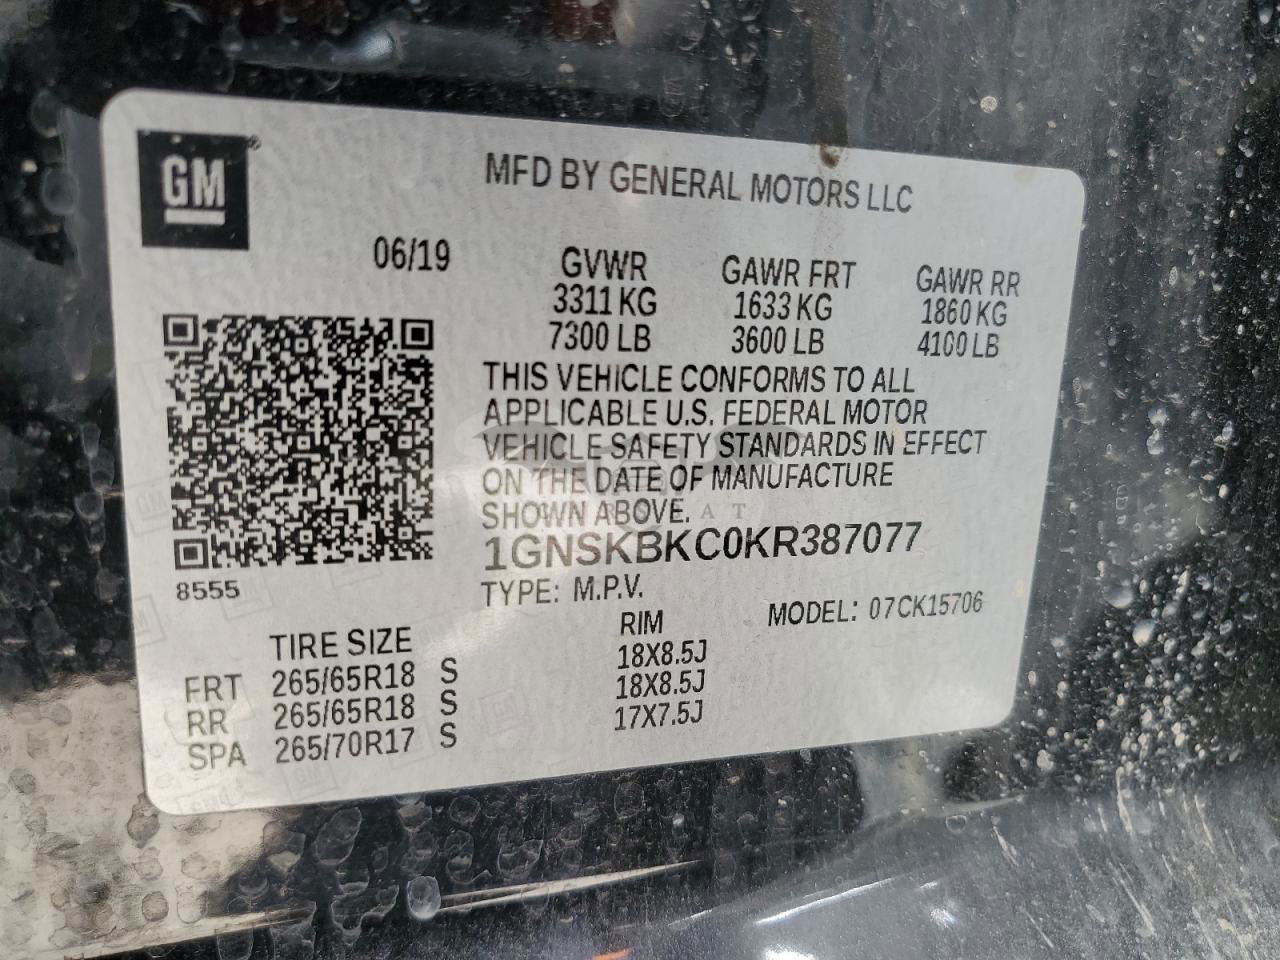 GM
MFD BY GENERAL MOTORS LLC
06/19 GVWR GAWR FRT GAWR RR
3311 KG 1633 KG 1860 KG
7300 LB 3600 LB 4100 LB
THIS VEHICLE CONFORMS TO ALL
APPLICABLE U.S. FEDERAL MOTOR
VEHICLE SAFETY STANDARDS IN EFFECT
ON THE DATE OF MANUFACTURE
SHOWN ABOVE.
1GNSKBKC0KR387077
8555
TYPE: M.P.V.
MODEL: 07CK15706
TIRE SIZE RIM
FRT 265/65R18 S 18X8.5J
RR 265/65R18 S 18X8.5J
SPA 265/70R17 S 17X7.5J